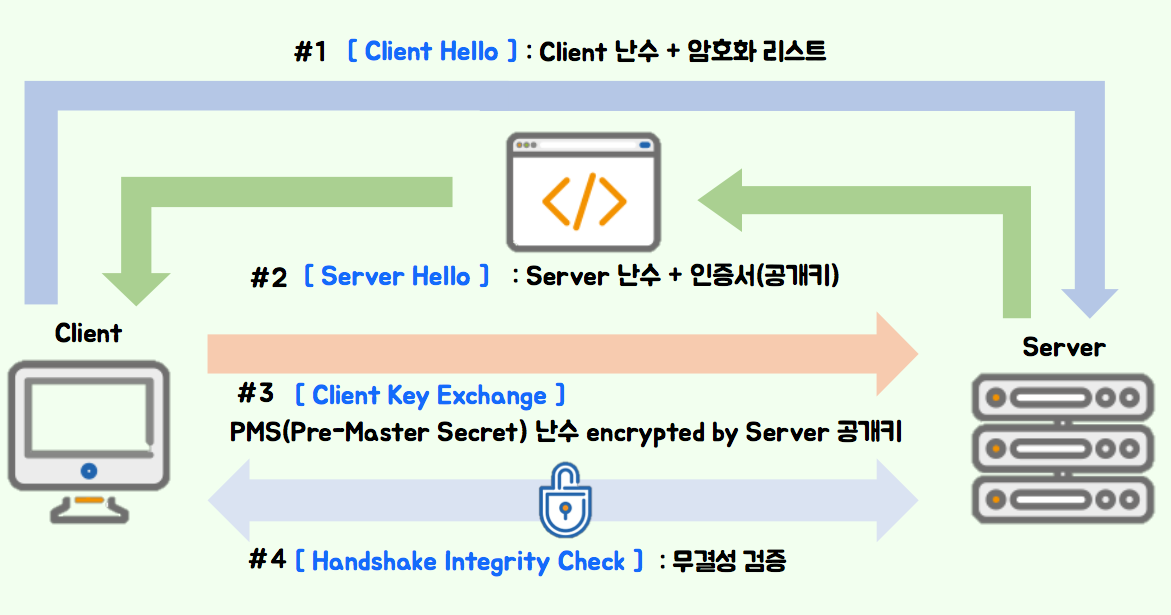 #1 [ Client Hello ] : Client 난수 + 암호화 리스트
#2 [ Server Hello ] : Server 난수 + 인증서(공개키)
Client
Server
#3 [ Client Key Exchange ]
PMS(Pre-Master Secret) 난수 encrypted by Server 공개키
#4 [ Handshake Integrity Check ] : 무결성 검증